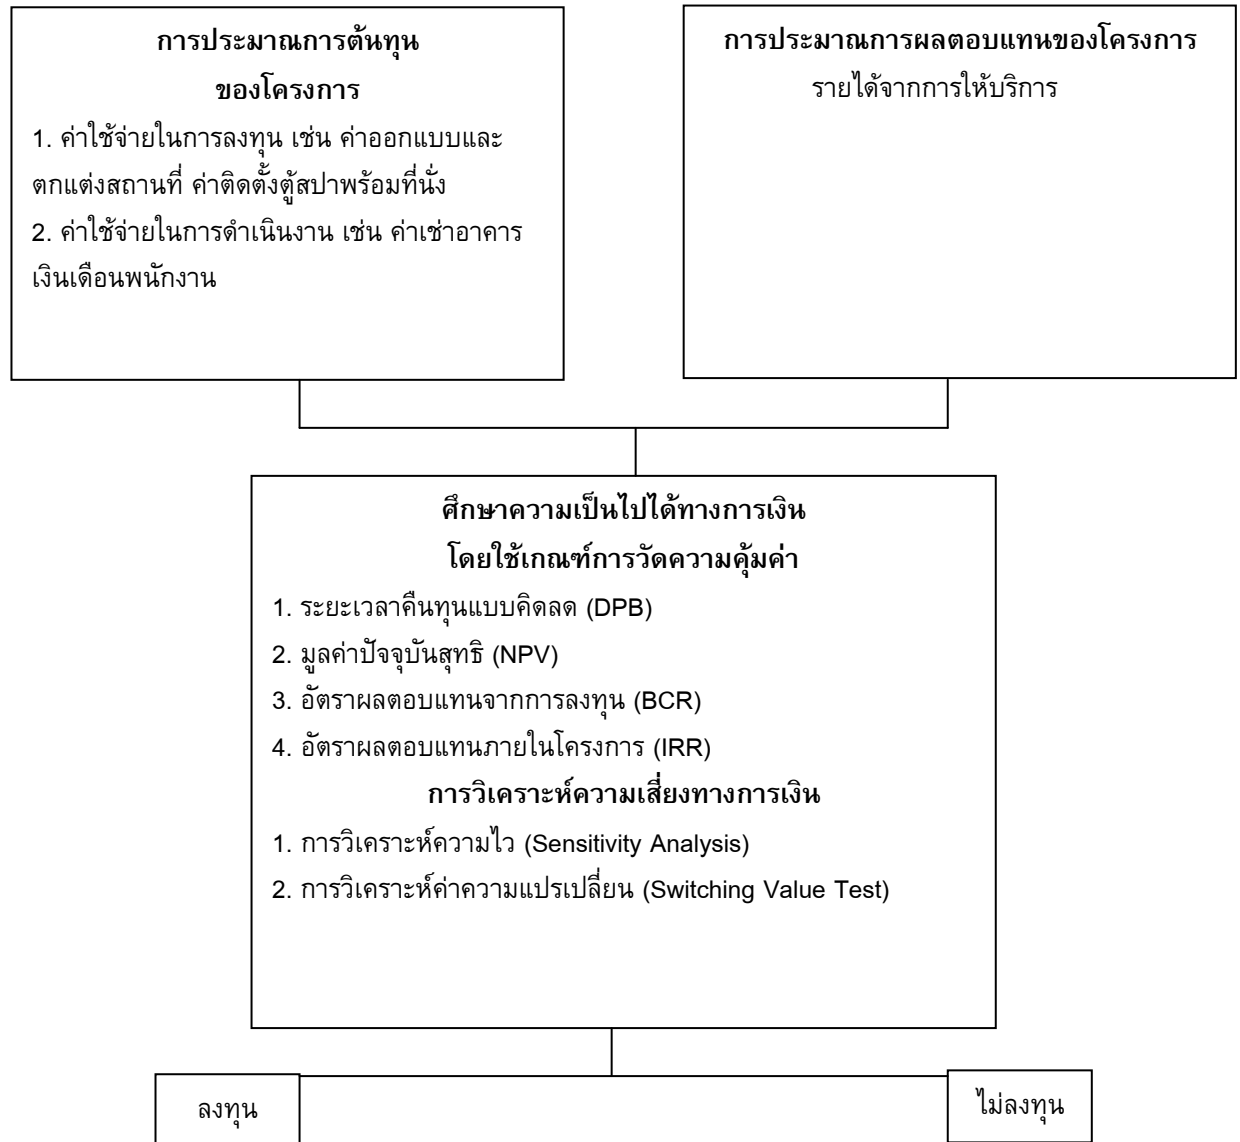 การประมาณการต้นทุน
ของโครงการ
1. ค่าใช้จ่ายในการลงทุน เช่น ค่าออกแบบและ
ตกแต่งสถานที่ ค่าติดตั้งตู้สปาพร้อมที่นั่ง
2. ค่าใช้จ่ายในการดำเนินงาน เช่น ค่าเช่าอาคาร
เงินเดือนพนักงาน
การประมาณการผลตอบแทนของโครงการ
รายได้จากการให้บริการ
ศึกษาความเป็นไปได้ทางการเงิน
โดยใช้เกณฑ์การวัดความคุ้มค่า
1. ระยะเวลาคืนทุนแบบคิดลด (DPB)
2. มูลค่าปัจจุบันสุทธิ (NPV)
3. อัตราผลตอบแทนจากการลงทุน (BCR)
4. อัตราผลตอบแทนภายในโครงการ (IRR)
การวิเคราะห์ความเสี่ยงทางการเงิน
1. การวิเคราะห์ความไว (Sensitivity Analysis)
2. การวิเคราะห์ค่าความแปรเปลี่ยน (Switching Value Test)
ลงทุน
ไม่ลงทุน